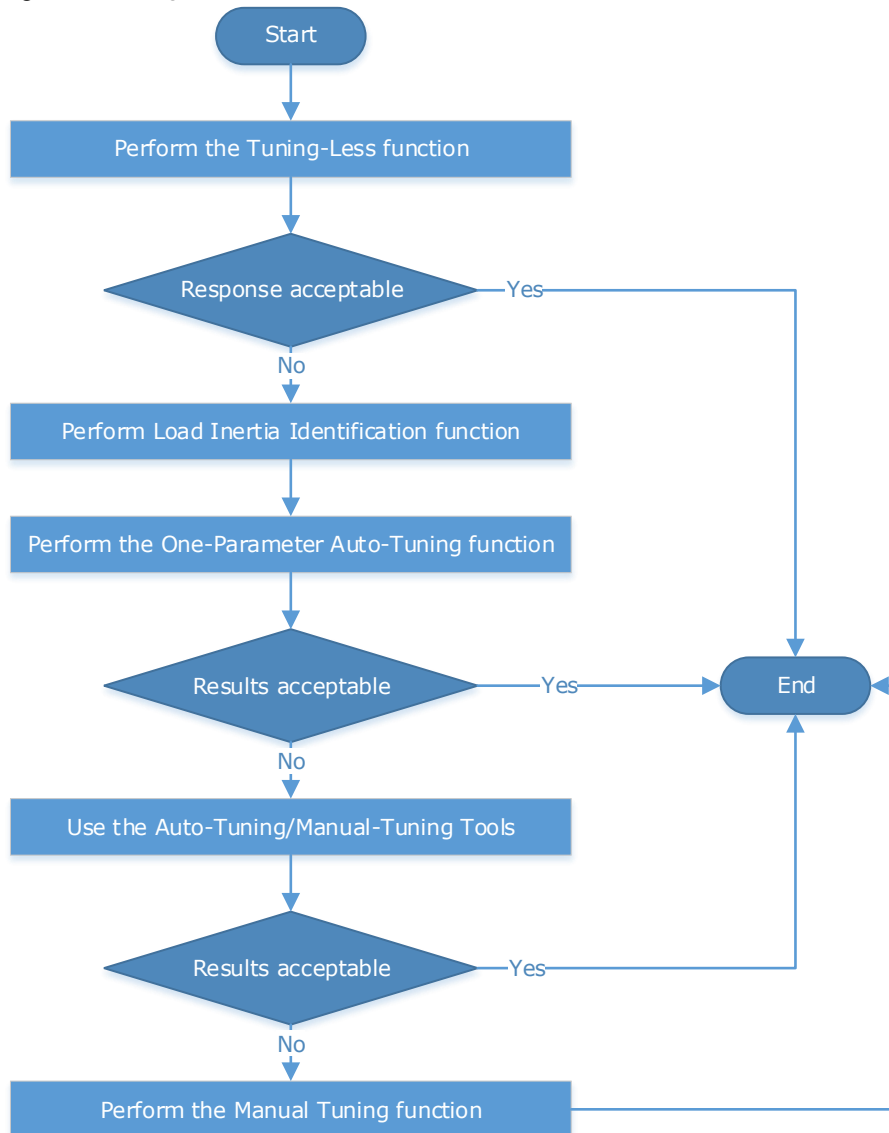 Start
Perform the Tuning-Less function
Response acceptable
Yes
No
Perform Load Inertia Identification function
Perform the One-Parameter Auto-Tuning function
Results acceptable
Yes
End
No
Use the Auto-Tuning/Manual-Tuning Tools
Results acceptable
Yes
No
Perform the Manual Tuning function